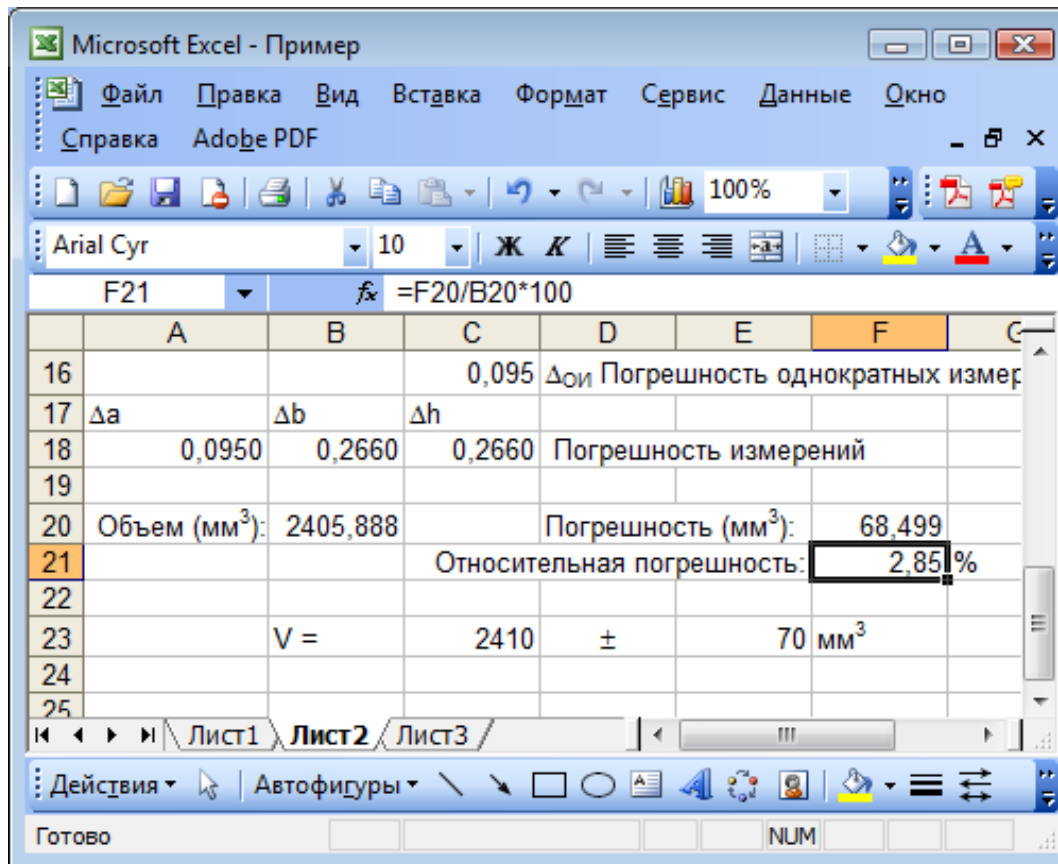 Microsoft Excel - Пример
Файл Правка Вид Вставка Формат Сервис Данные Окно
Справка Adobe PDF
100%
Arial Cyr 10 Ж К А
F21 fx =F20/B20*100
A B C D E F G
16 0,095 ΔОИ Погрешность однократных измер
17 Δa Δb Δh
18 0,0950 0,2660 0,2660 Погрешность измерений
19
20 Объем (мм³): 2405,888 Погрешность (мм³): 68,499
21 Относительная погрешность: 2,85 %
22
23 V = 2410 ± 70 мм³
24
25
Лист1 Лист2 Лист3
Действия Автофигуры
Готово NUM